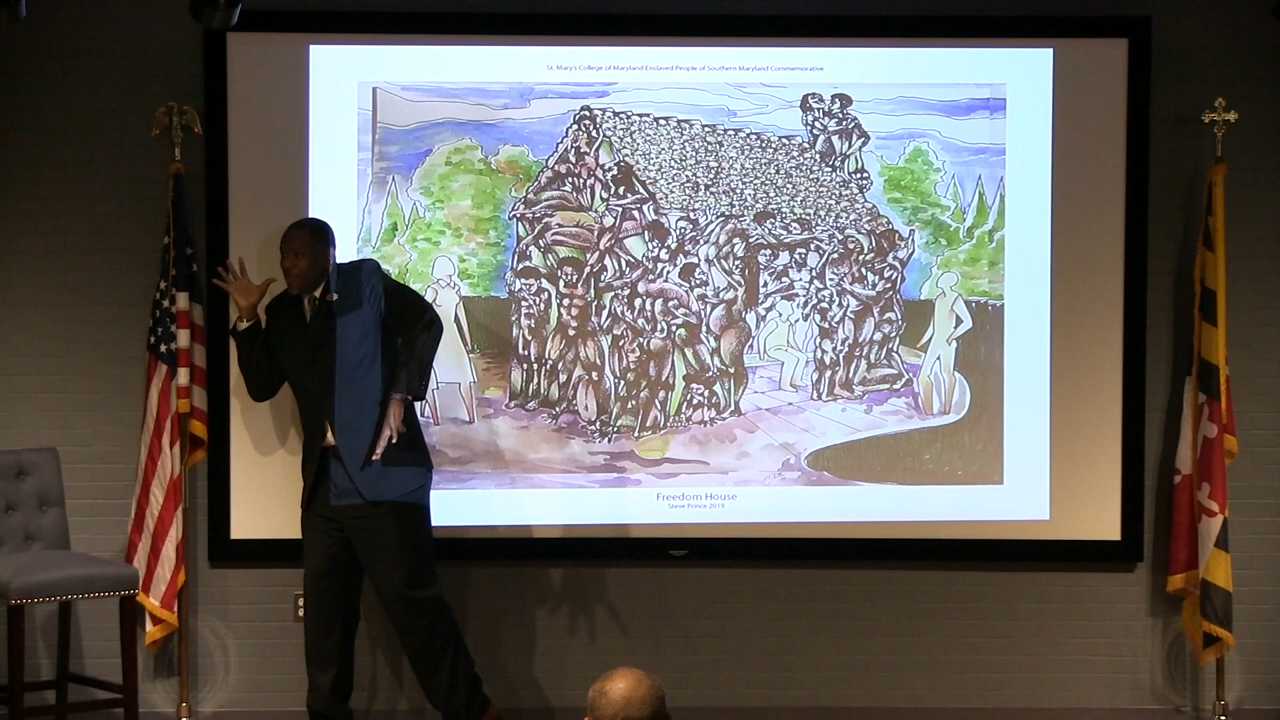 St. Mary's College of Maryland Enslaved People of Southern Maryland Commemorative
Freedom House
Steve Prince 2019